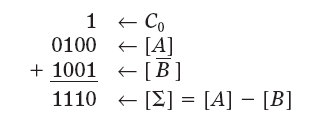 1 ← C₀
0100 ← [A]
+ 1001 ← [B̅]
1110 ← [Σ] = [A] − [B]